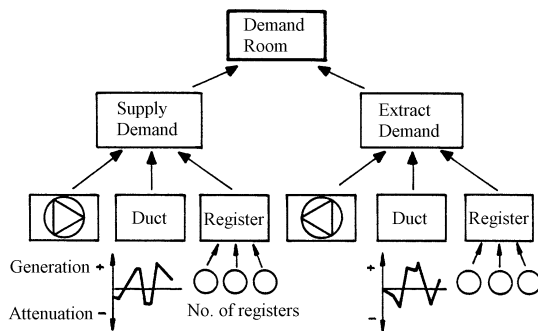 Demand
Room
Supply
Demand
Extract
Demand
Duct
Register
Duct
Register
Generation +
Attenuation -
No. of registers
+
-